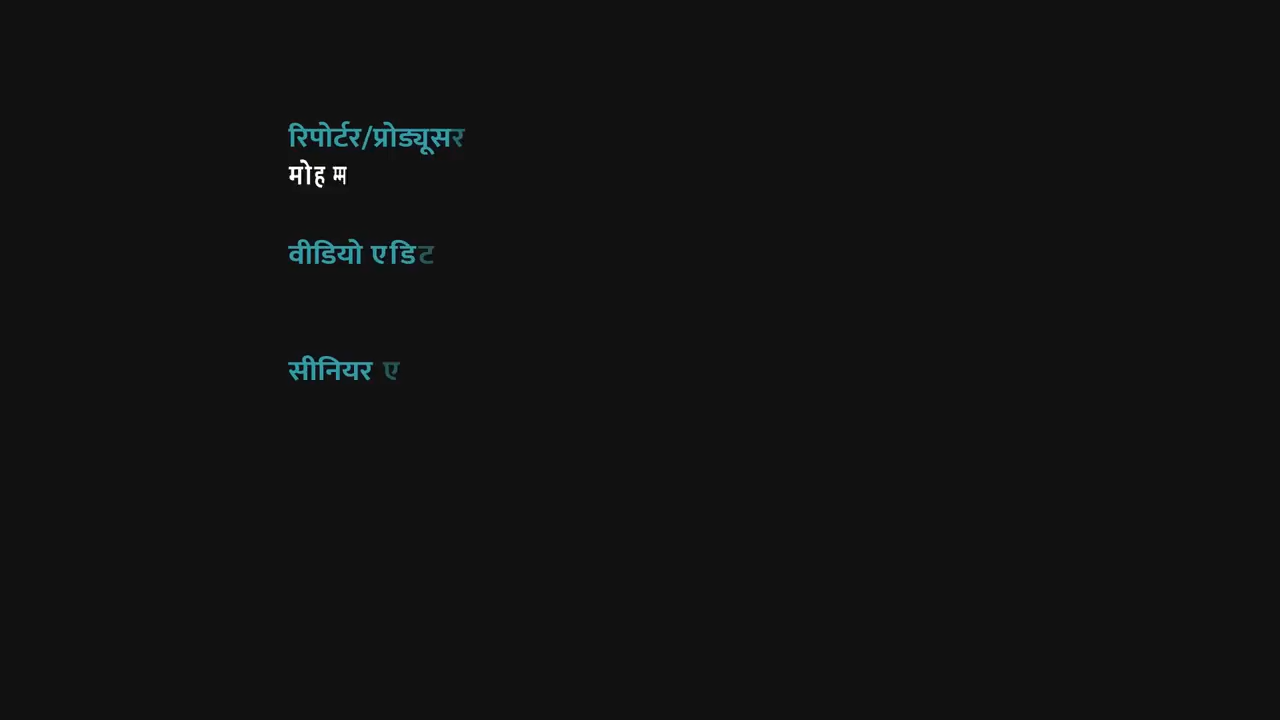 रिपोर्टर/प्रोड्यूसर
मोहम्म
वीडियो एडिट
सीनियर ए